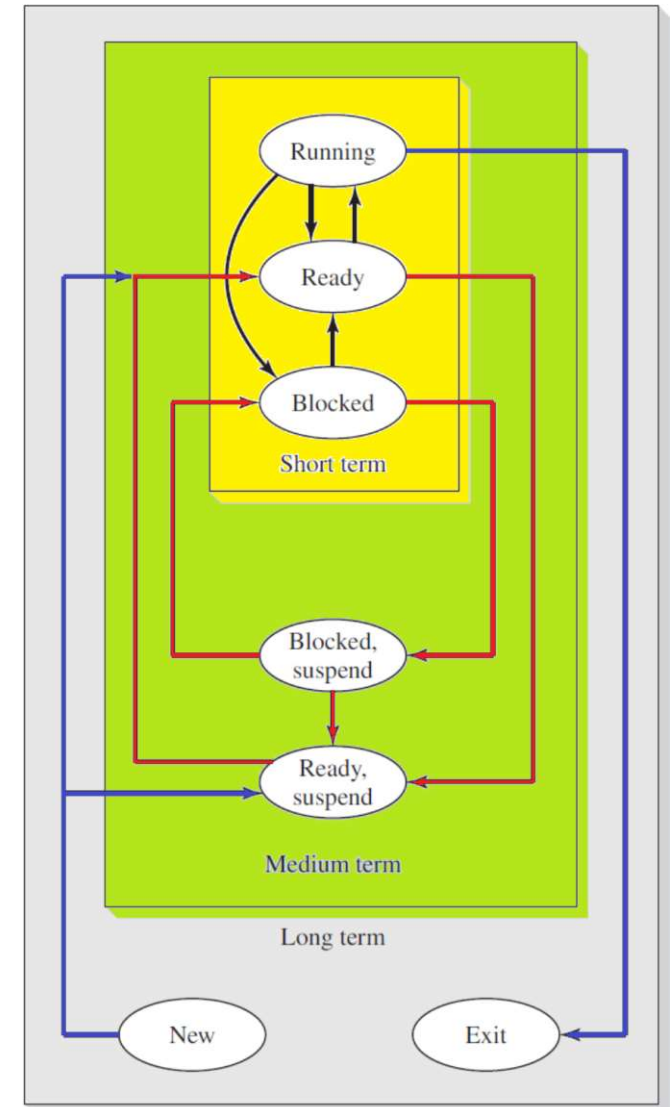 Running
Ready
Blocked
Short term
Blocked,
suspend
Ready,
suspend
Medium term
Long term
New
Exit